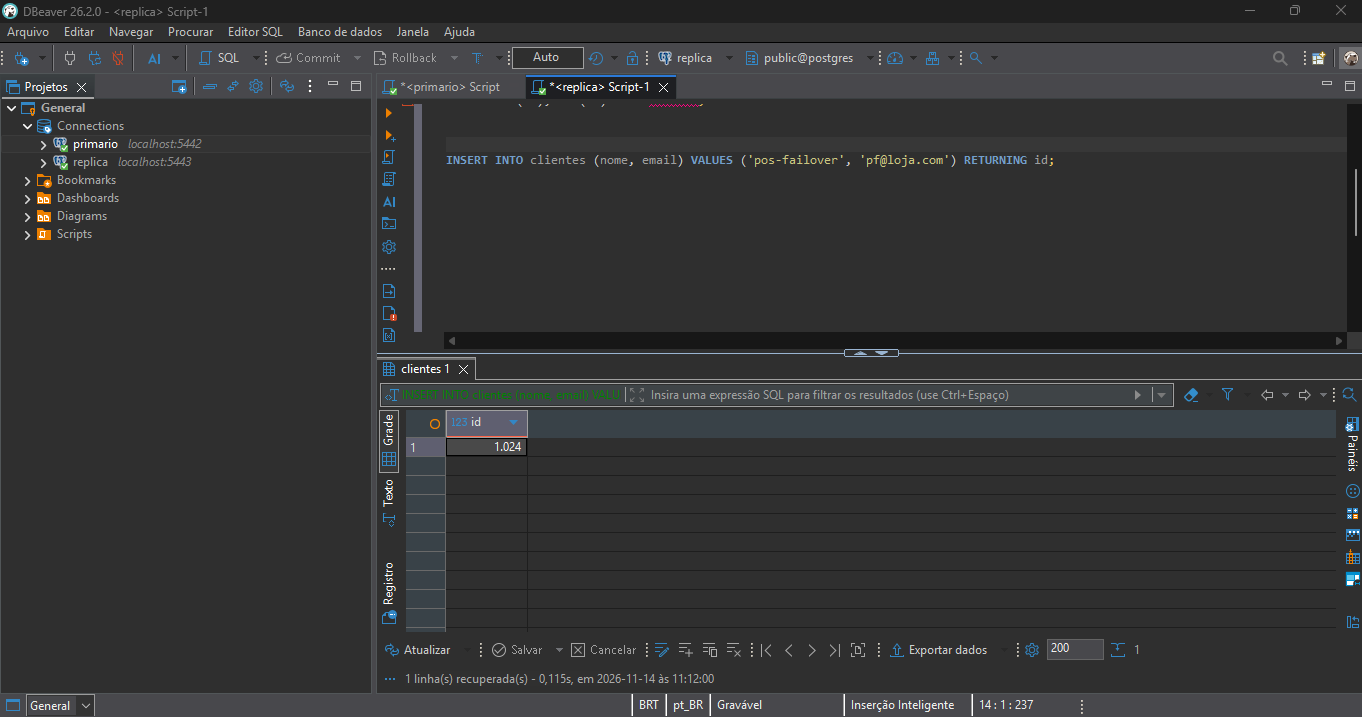 DBeaver 26.2.0 - <replica> Script-1
Arquivo Editar Navegar Procurar Editor SQL Banco de dados Janela Ajuda
AI SQL Commit Rollback T Auto replica public@postgres
Projetos
*<primario> Script
*<replica> Script-1
General
Connections
primario localhost:5442
replica localhost:5443
Bookmarks
Dashboards
Diagrams
Scripts
AI
INSERT INTO clientes (nome, email) VALUES ('pos-failover', 'pf@loja.com') RETURNING id;
clientes 1
INSERT INTO clientes (nome, email) VALU
Insira uma expressão SQL para filtrar os resultados (use Ctrl+Espaço)
Grade
Texto
Registro
123 id
1 1.024
Painéis
Atualizar Salvar Cancelar Exportar dados 200 1
1 linha(s) recuperada(s) - 0,115s, em 2026-11-14 às 11:12:00
General
BRT pt_BR Gravável Inserção Inteligente 14 : 1 : 237